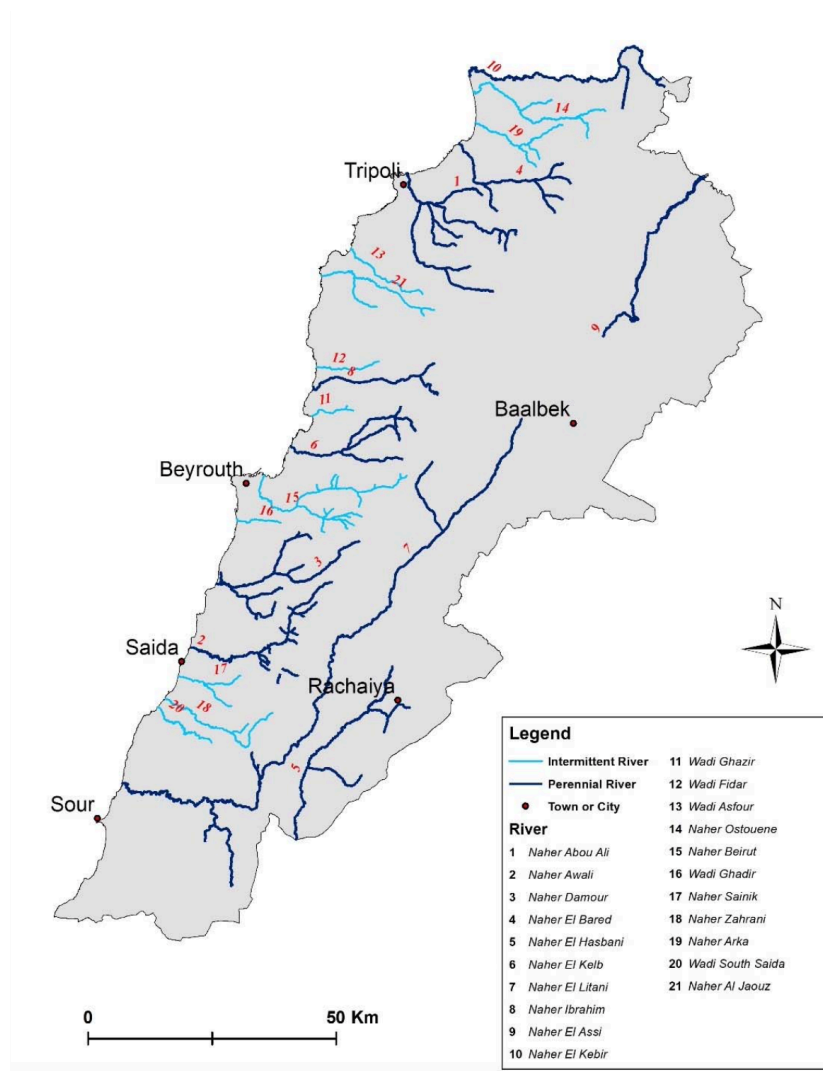 10
14
19
Tripoli
1
4
13
21
9
12
8
11
Baalbek
6
Beyrouth
15
16
7
3
N
2
Saida
17
Rachaiya
20
18
5
Sour
0
50 Km
Legend
Intermittent River
Perennial River
Town or City
River
1 Naher Abou Ali
2 Naher Awali
3 Naher Damour
4 Naher El Bared
5 Naher El Hasbani
6 Naher El Kelb
7 Naher El Litani
8 Naher Ibrahim
9 Naher El Assi
10 Naher El Kebir
11 Wadi Ghazir
12 Wadi Fidar
13 Wadi Asfour
14 Naher Ostouene
15 Naher Beirut
16 Wadi Ghadir
17 Naher Sainik
18 Naher Zahrani
19 Naher Arka
20 Wadi South Saida
21 Naher Al Jaouz